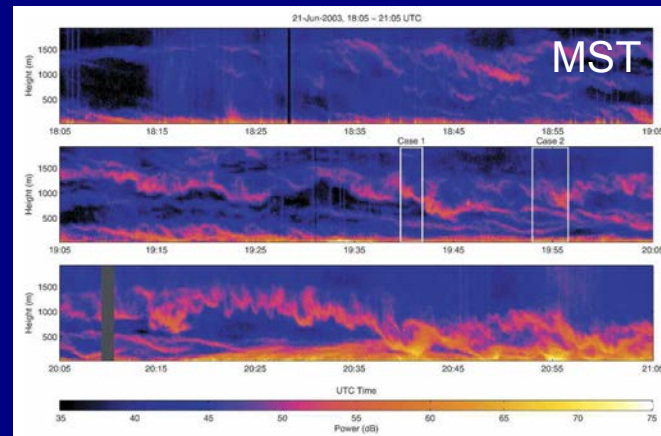 21-Jun-2003, 18:05 ~ 21:05 UTC
MST
Height (m)
1500
1000
500
18:05 18:15 18:25 18:35 18:45 18:55 19:05
Case 1 Case 2
Height (m)
1500
1000
500
19:05 19:15 19:25 19:35 19:45 19:55 20:05
Height (m)
1500
1000
500
20:05 20:15 20:25 20:35 20:45 20:55 21:05
UTC Time
35 40 45 50 55 60 65 70 75
Power (dB)